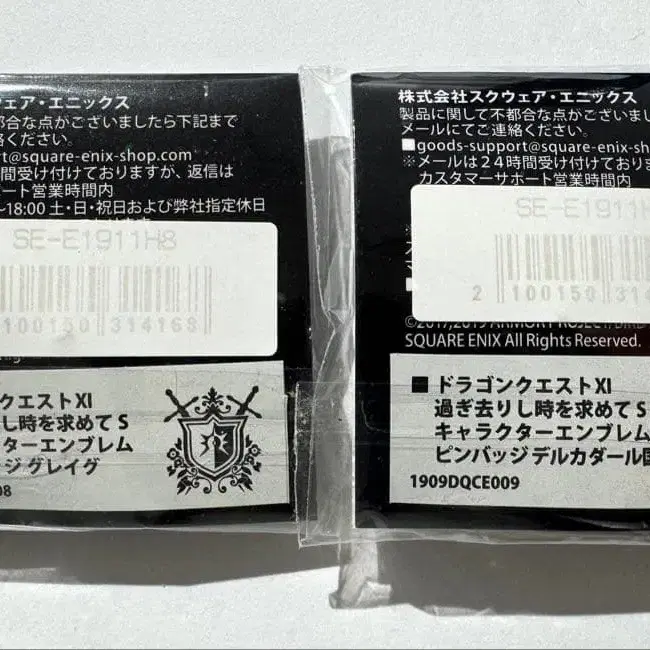 ウェア・エニックス
都合な点がございましたら下記まで
絡ください。
rt@square-enix-shop.com
間受け付けておりますが、返信は
ポート営業時間内
~18:00 土・日・祝日および弊社指定休日
SE-E1911H8
100150 314168
クエストXI
し時を求めて S
ターエンブレム
ジ グレイグ
08
株式会社スクウェア・エニックス
製品に関して不都合な点がございま
メールにてご連絡ください。
■goods-support@square-enix-shop
※メールは24時間受け付けておりま
カスタマーサポート営業時間内
SE-E1911H
2 100150 314
©2017,2019 ARMOR PROJECT/BIRD
SQUARE ENIX All Rights Reserved.
■ ドラゴンクエストXI
過ぎ去りし時を求めて S
キャラクターエンブレム
ピンバッジ デルカダール国
1909DQCE009